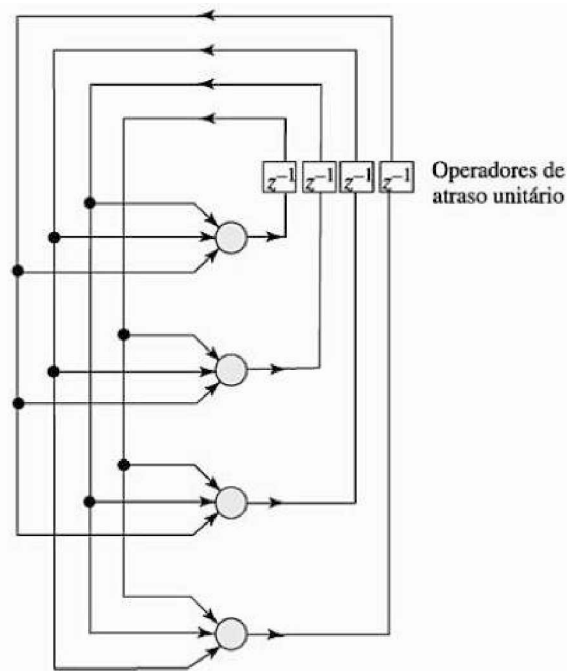 z⁻¹ z⁻¹ z⁻¹ z⁻¹
Operadores de
atraso unitário